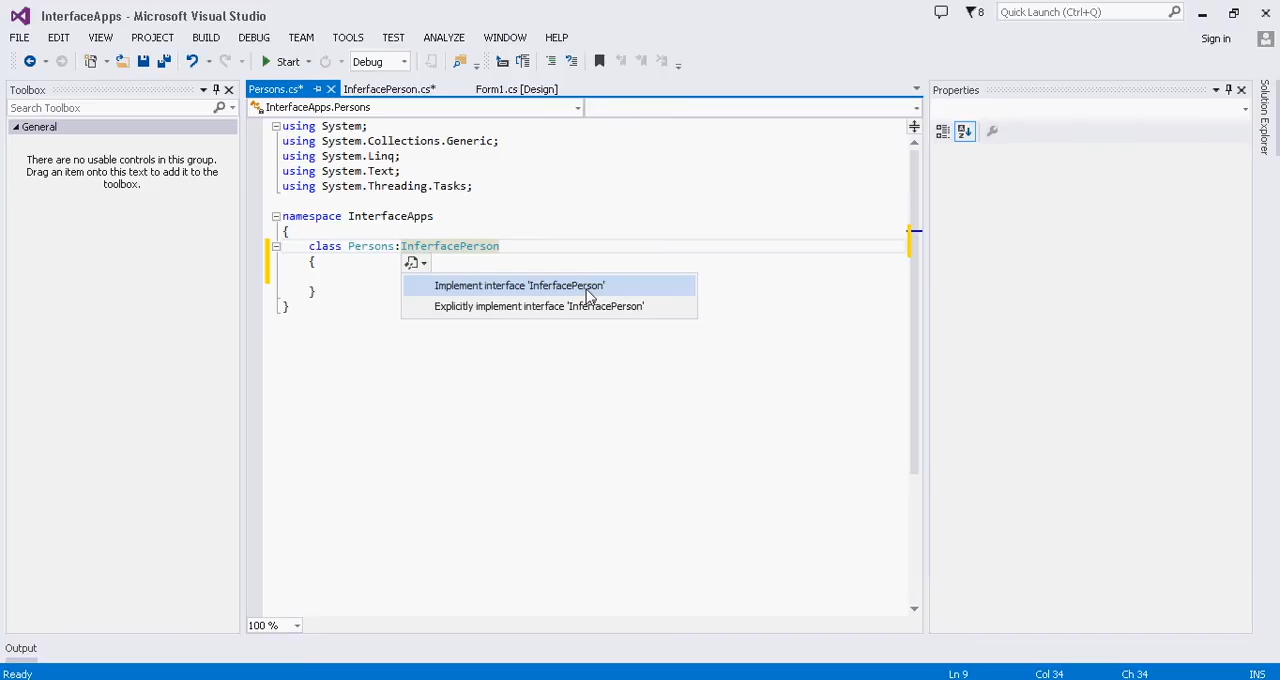 InterfaceApps - Microsoft Visual Studio
8
Quick Launch (Ctrl+Q)
FILE EDIT VIEW PROJECT BUILD DEBUG TEAM TOOLS TEST ANALYZE WINDOW HELP
Sign in
Start
Debug
Toolbox
Search Toolbox
General
There are no usable controls in this group.
Drag an item onto this text to add it to the
toolbox.
Persons.cs* InferfacePerson.cs* Form1.cs [Design]
InterfaceApps.Persons
using System;
using System.Collections.Generic;
using System.Linq;
using System.Text;
using System.Threading.Tasks;
namespace InterfaceApps
{
class Persons:InferfacePerson
{
Implement interface 'InferfacePerson'
Explicitly implement interface 'InferfacePerson'
}
}
100 %
Properties
Solution Explorer
Output
Ready
Ln 9 Col 34 Ch 34 INS